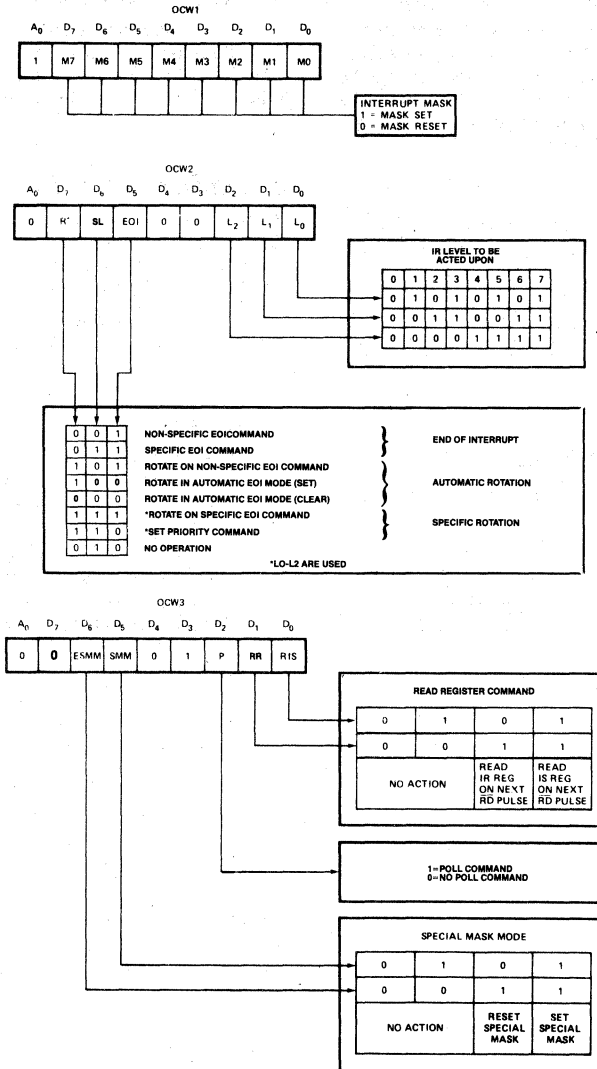 OCW1
A0 D7 D6 D5 D4 D3 D2 D1 D0
1 M7 M6 M5 M4 M3 M2 M1 M0
INTERRUPT MASK
1 = MASK SET
0 = MASK RESET
OCW2
A0 D7 D6 D5 D4 D3 D2 D1 D0
0 R SL EOI 0 0 L2 L1 L0
IR LEVEL TO BE
ACTED UPON
0 1 2 3 4 5 6 7
0 1 0 1 0 1 0 1
0 0 1 1 0 0 1 1
0 0 0 0 1 1 1 1
0 0 1 NON-SPECIFIC EOICOMMAND
0 1 1 SPECIFIC EOI COMMAND
END OF INTERRUPT
1 0 1 ROTATE ON NON-SPECIFIC EOI COMMAND
1 0 0 ROTATE IN AUTOMATIC EOI MODE (SET)
0 0 0 ROTATE IN AUTOMATIC EOI MODE (CLEAR)
AUTOMATIC ROTATION
1 1 1 *ROTATE ON SPECIFIC EOI COMMAND
1 1 0 *SET PRIORITY COMMAND
SPECIFIC ROTATION
0 1 0 NO OPERATION
*LO-L2 ARE USED
OCW3
A0 D7 D6 D5 D4 D3 D2 D1 D0
0 0 ESMM SMM 0 1 P RR RIS
READ REGISTER COMMAND
0 1 0 1
0 0 1 1
NO ACTION
READ
IR REG
ON NEXT
RD PULSE
READ
IS REG
ON NEXT
RD PULSE
1=POLL COMMAND
0=NO POLL COMMAND
SPECIAL MASK MODE
0 1 0 1
0 0 1 1
NO ACTION
RESET
SPECIAL
MASK
SET
SPECIAL
MASK